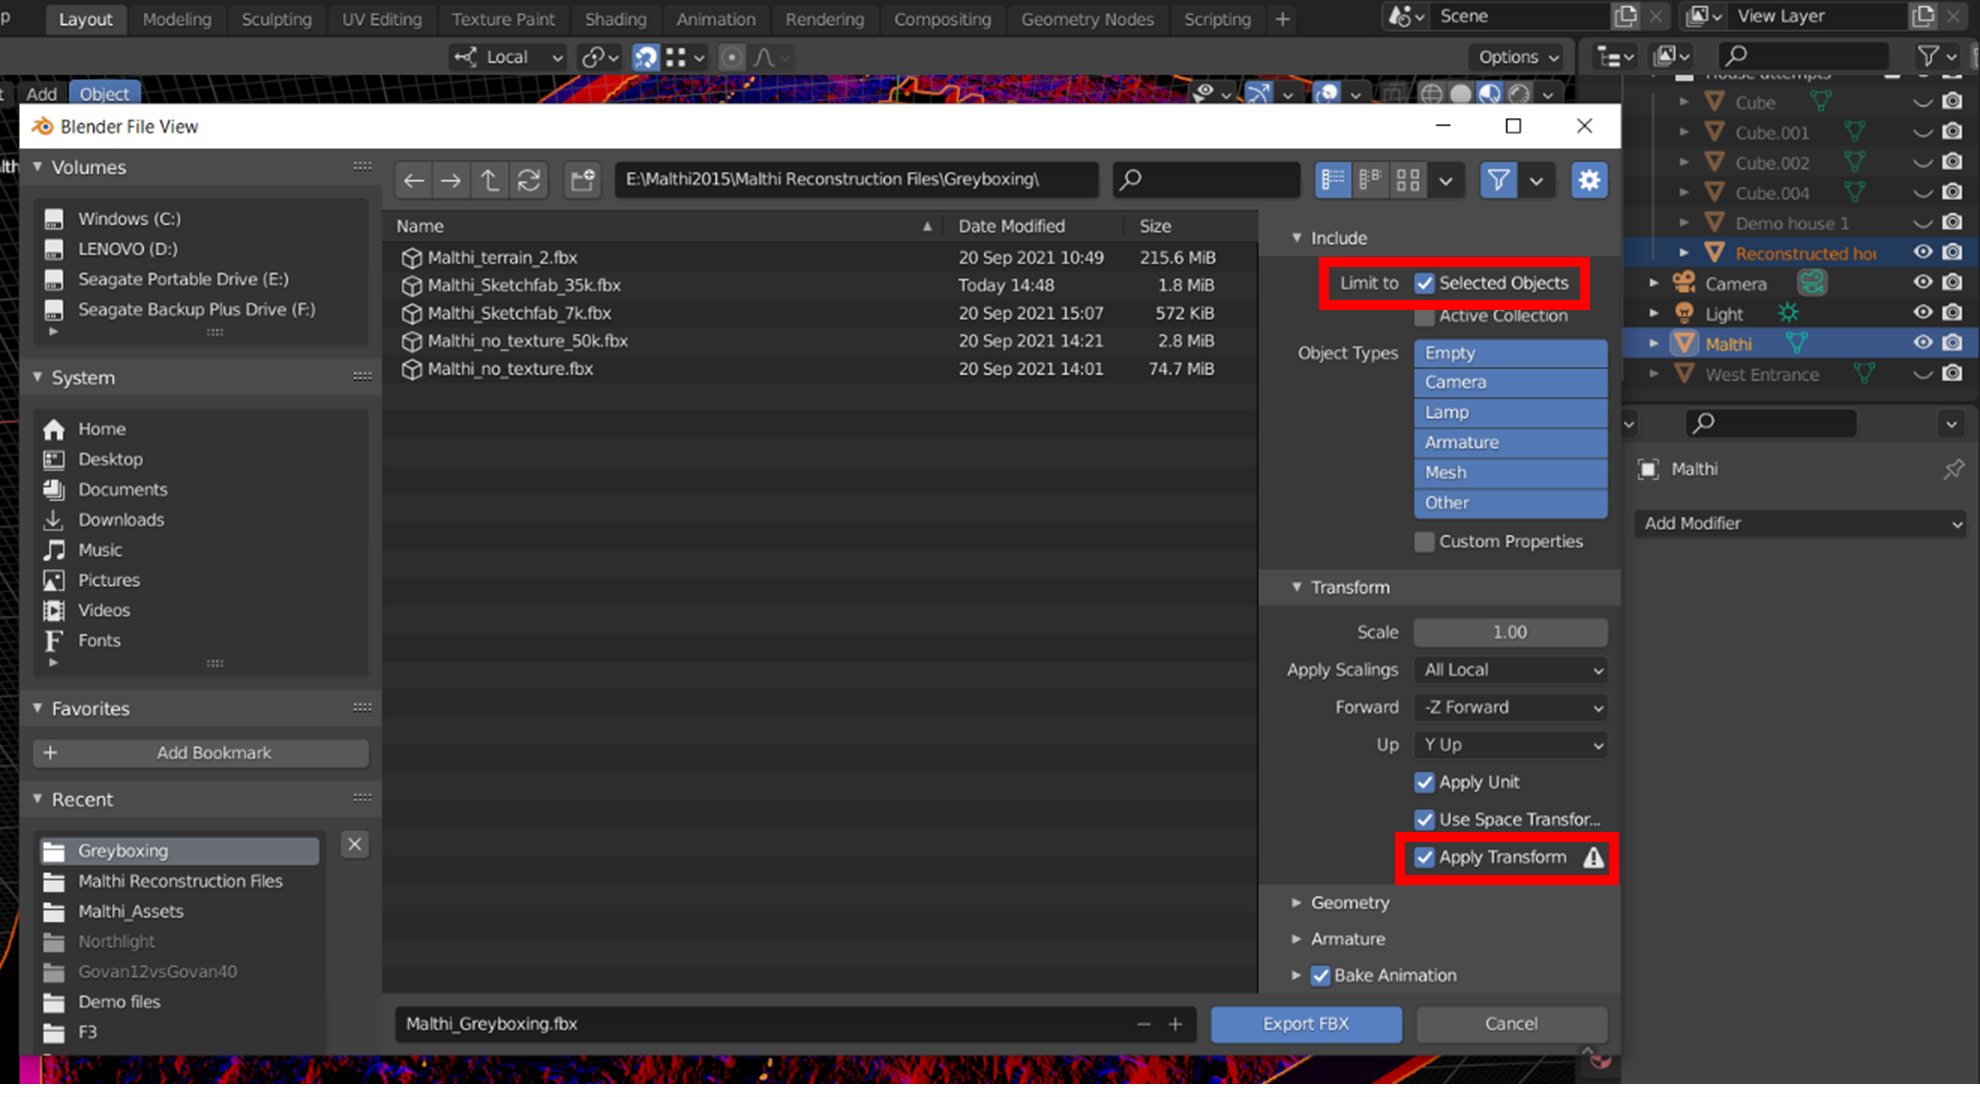 Layout Modeling Sculpting UV Editing Texture Paint Shading Animation Rendering Compositing Geometry Nodes Scripting + Scene View Layer
Local Options
Add Object
Blender File View
Volumes
Windows (C:)
LENOVO (D:)
Seagate Portable Drive (E:)
Seagate Backup Plus Drive (F:)
System
Home
Desktop
Documents
Downloads
Music
Pictures
Videos
Fonts
Favorites
+ Add Bookmark
Recent
Greyboxing
Malthi Reconstruction Files
Malthi_Assets
Northlight
Govan12vsGovan40
Demo files
F3
E:\Malthi2015\Malthi Reconstruction Files\Greyboxing\
Name Date Modified Size
Malthi_terrain_2.fbx 20 Sep 2021 10:49 215.6 MiB
Malthi_Sketchfab_35k.fbx Today 14:48 1.8 MiB
Malthi_Sketchfab_7k.fbx 20 Sep 2021 15:07 572 KiB
Malthi_no_texture_50k.fbx 20 Sep 2021 14:21 2.8 MiB
Malthi_no_texture.fbx 20 Sep 2021 14:01 74.7 MiB
Malthi_Greyboxing.fbx − +
Export FBX Cancel
Include
Limit to Selected Objects
Active Collection
Object Types Empty
Camera
Lamp
Armature
Mesh
Other
Custom Properties
Transform
Scale 1.00
Apply Scalings All Local
Forward -Z Forward
Up Y Up
Apply Unit
Use Space Transfor...
Apply Transform
Geometry
Armature
Bake Animation
House attempts
Cube
Cube.001
Cube.002
Cube.004
Demo house 1
Reconstructed hou
Camera
Light
Malthi
West Entrance
Malthi
Add Modifier